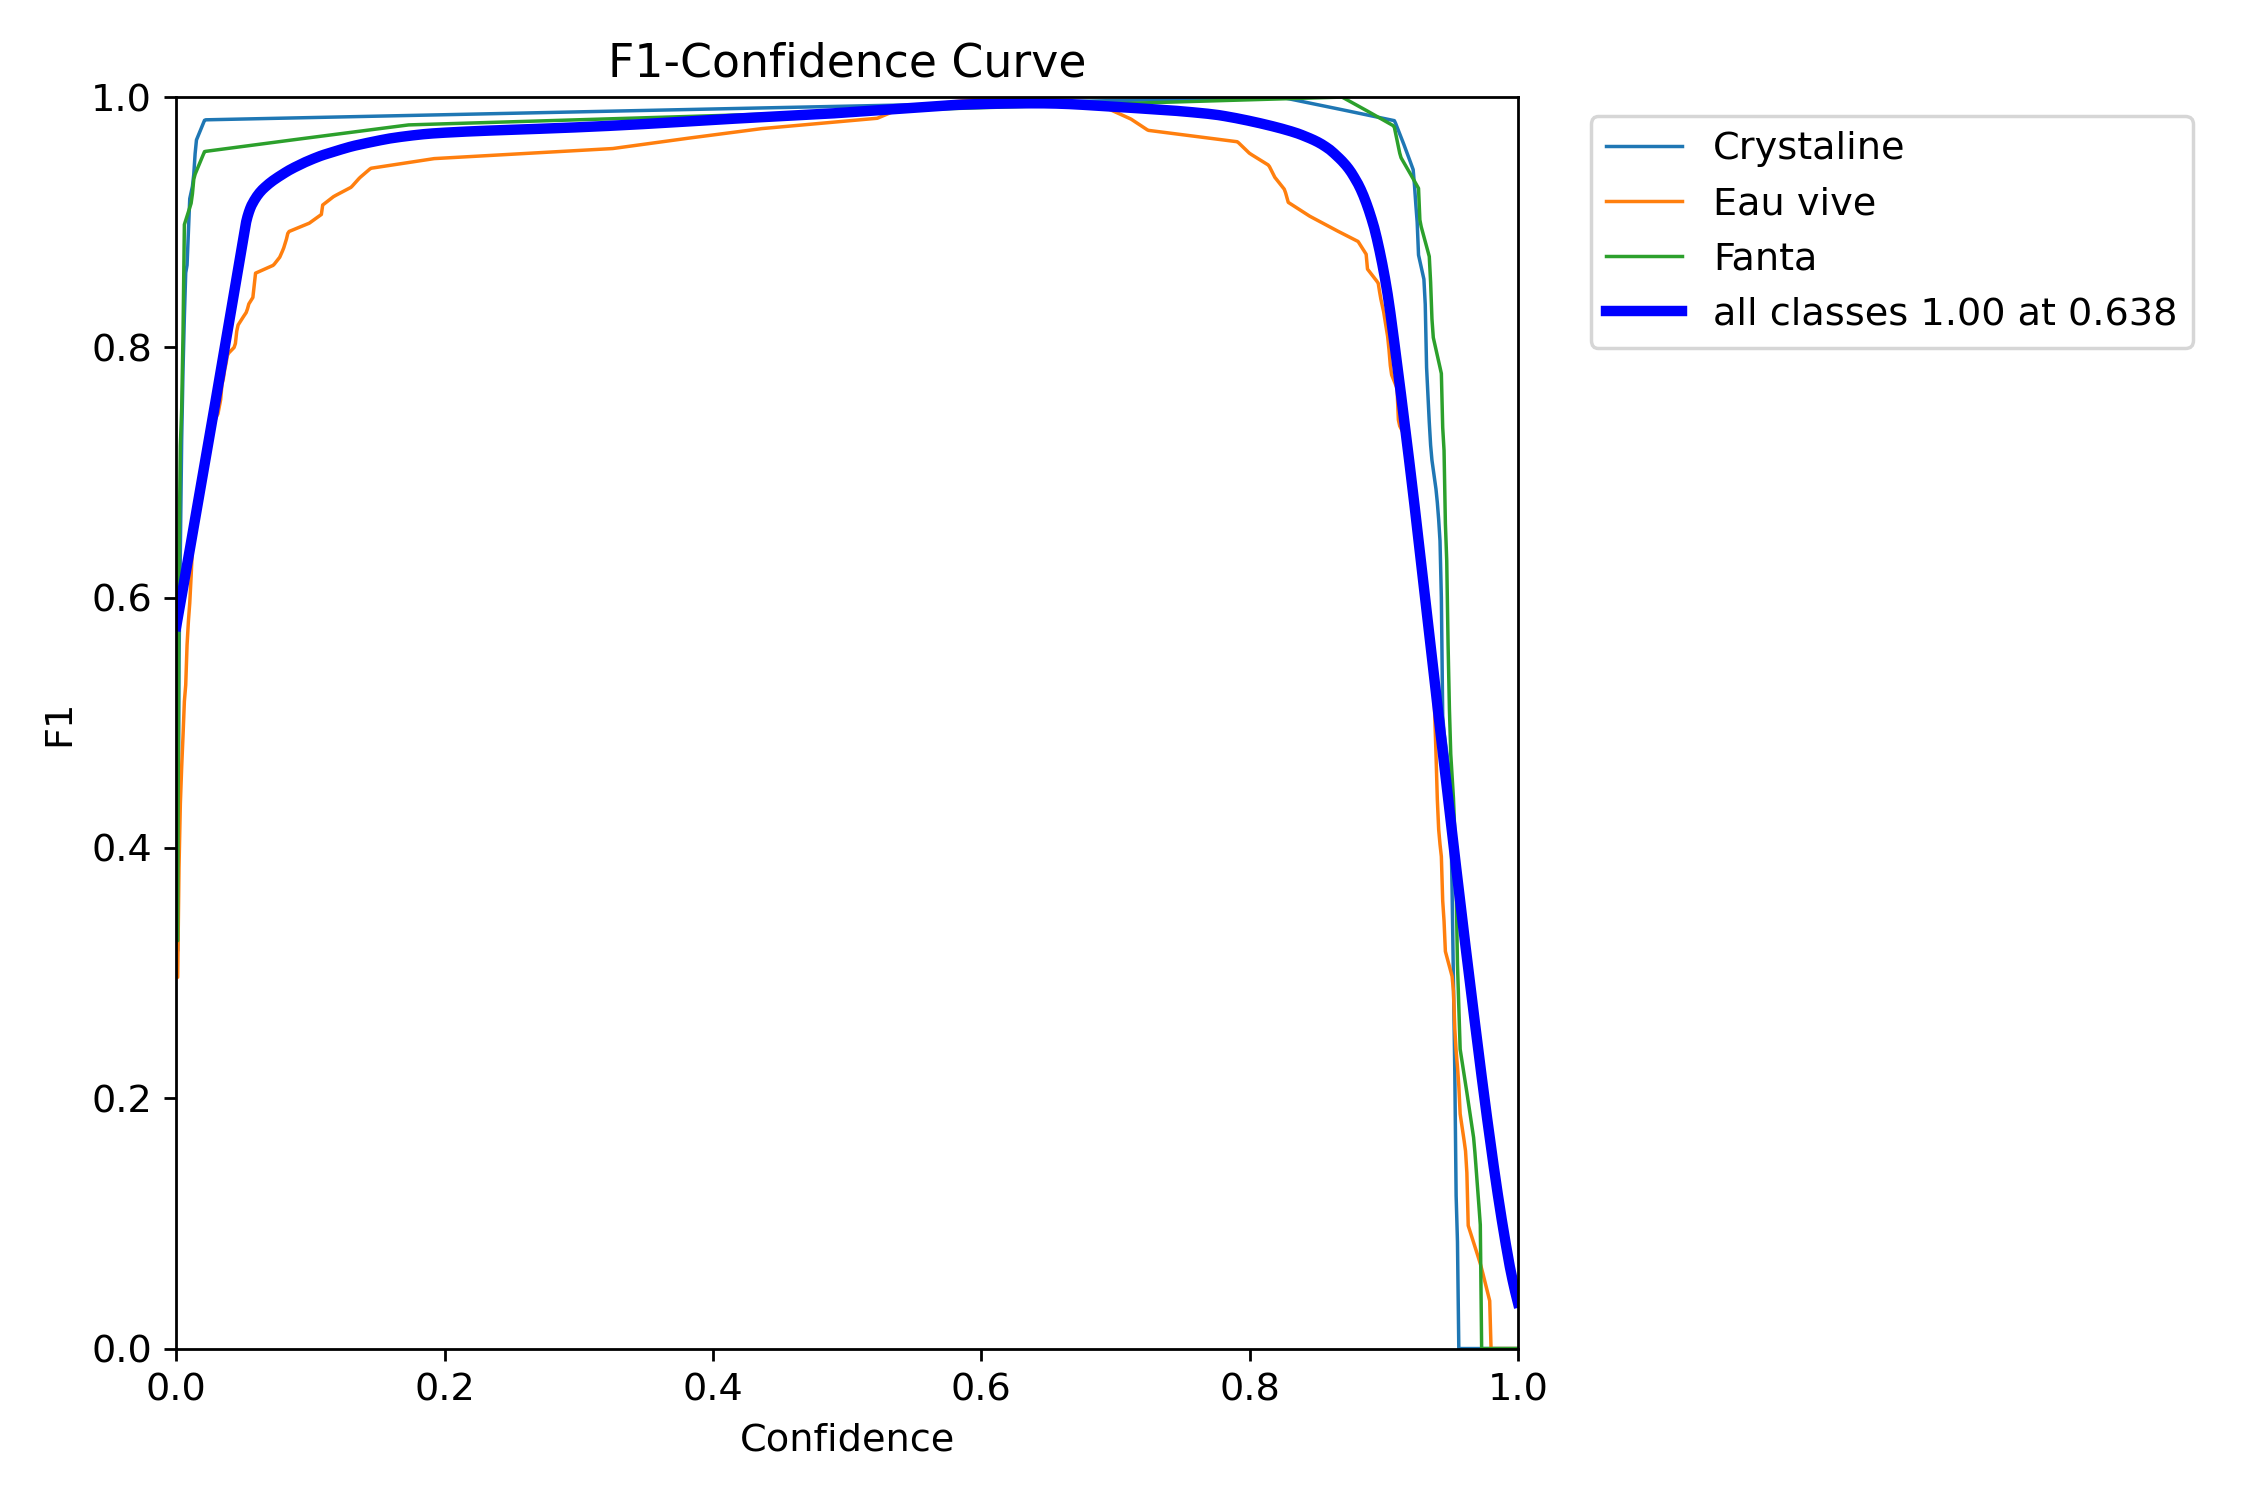 F1-Confidence Curve
1.0
0.8
0.6
0.4
0.2
0.0
F1
0.0 0.2 0.4 0.6 0.8 1.0
Confidence
Crystaline
Eau vive
Fanta
all classes 1.00 at 0.638